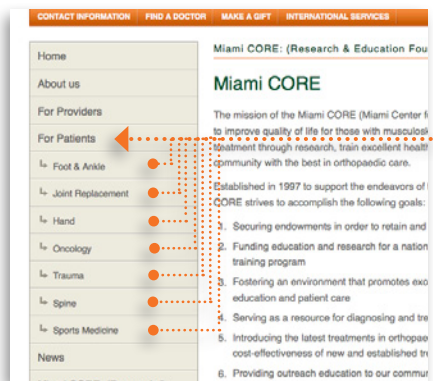 CONTACT INFORMATION FIND A DOCTOR MAKE A GIFT INTERNATIONAL SERVICES
Home
About us
For Providers
For Patients
Foot & Ankle
Joint Replacement
Hand
Oncology
Trauma
Spine
Sports Medicine
News
Miami CORE: (Research & Education Fou
Miami CORE
The mission of the Miami CORE (Miami Center f
to improve quality of life for those with musculosk
treatment through research, train excellent health
community with the best in orthopaedic care.
Established in 1997 to support the endeavors of
CORE strives to accomplish the following goals:
1. Securing endowments in order to retain and
2. Funding education and research for a nation
training program
3. Fostering an environment that promotes exc
education and patient care
4. Serving as a resource for diagnosing and tre
5. Introducing the latest treatments in orthopae
cost-effectiveness of new and established tr
6. Providing outreach education to our commun